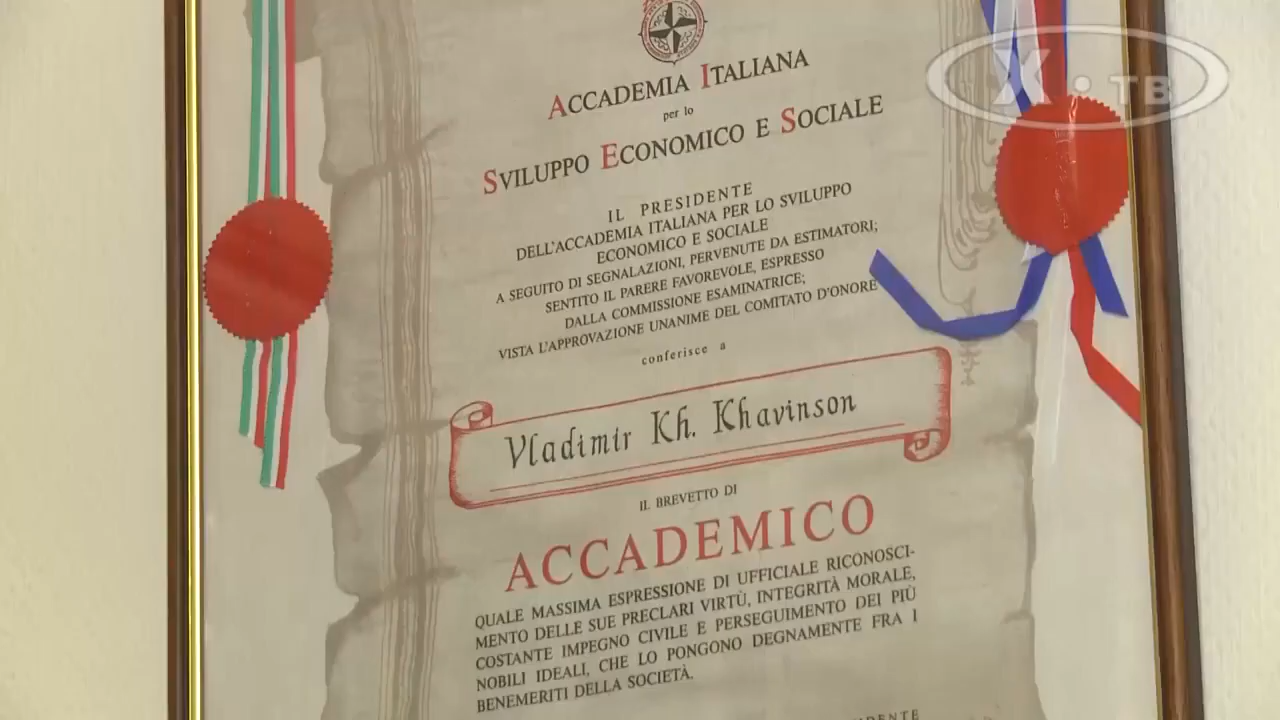 X·TB
ACCADEMIA ITALIANA
per lo
SVILUPPO ECONOMICO E SOCIALE
IL PRESIDENTE
DELL'ACCADEMIA ITALIANA PER LO SVILUPPO
ECONOMICO E SOCIALE
A SEGUITO DI SEGNALAZIONI, PERVENUTE DA ESTIMATORI;
SENTITO IL PARERE FAVOREVOLE, ESPRESSO
DALLA COMMISSIONE ESAMINATRICE;
VISTA L'APPROVAZIONE UNANIME DEL COMITATO D'ONORE
conferisce a
Vladimir Kh. Khavinson
IL BREVETTO DI
ACCADEMICO
QUALE MASSIMA ESPRESSIONE DI UFFICIALE RICONOSCI-
MENTO DELLE SUE PRECLARI VIRTÙ, INTEGRITÀ MORALE,
COSTANTE IMPEGNO CIVILE E PERSEGUIMENTO DEI PIÙ
NOBILI IDEALI, CHE LO PONGONO DEGNAMENTE FRA I
BENEMERITI DELLA SOCIETÀ.